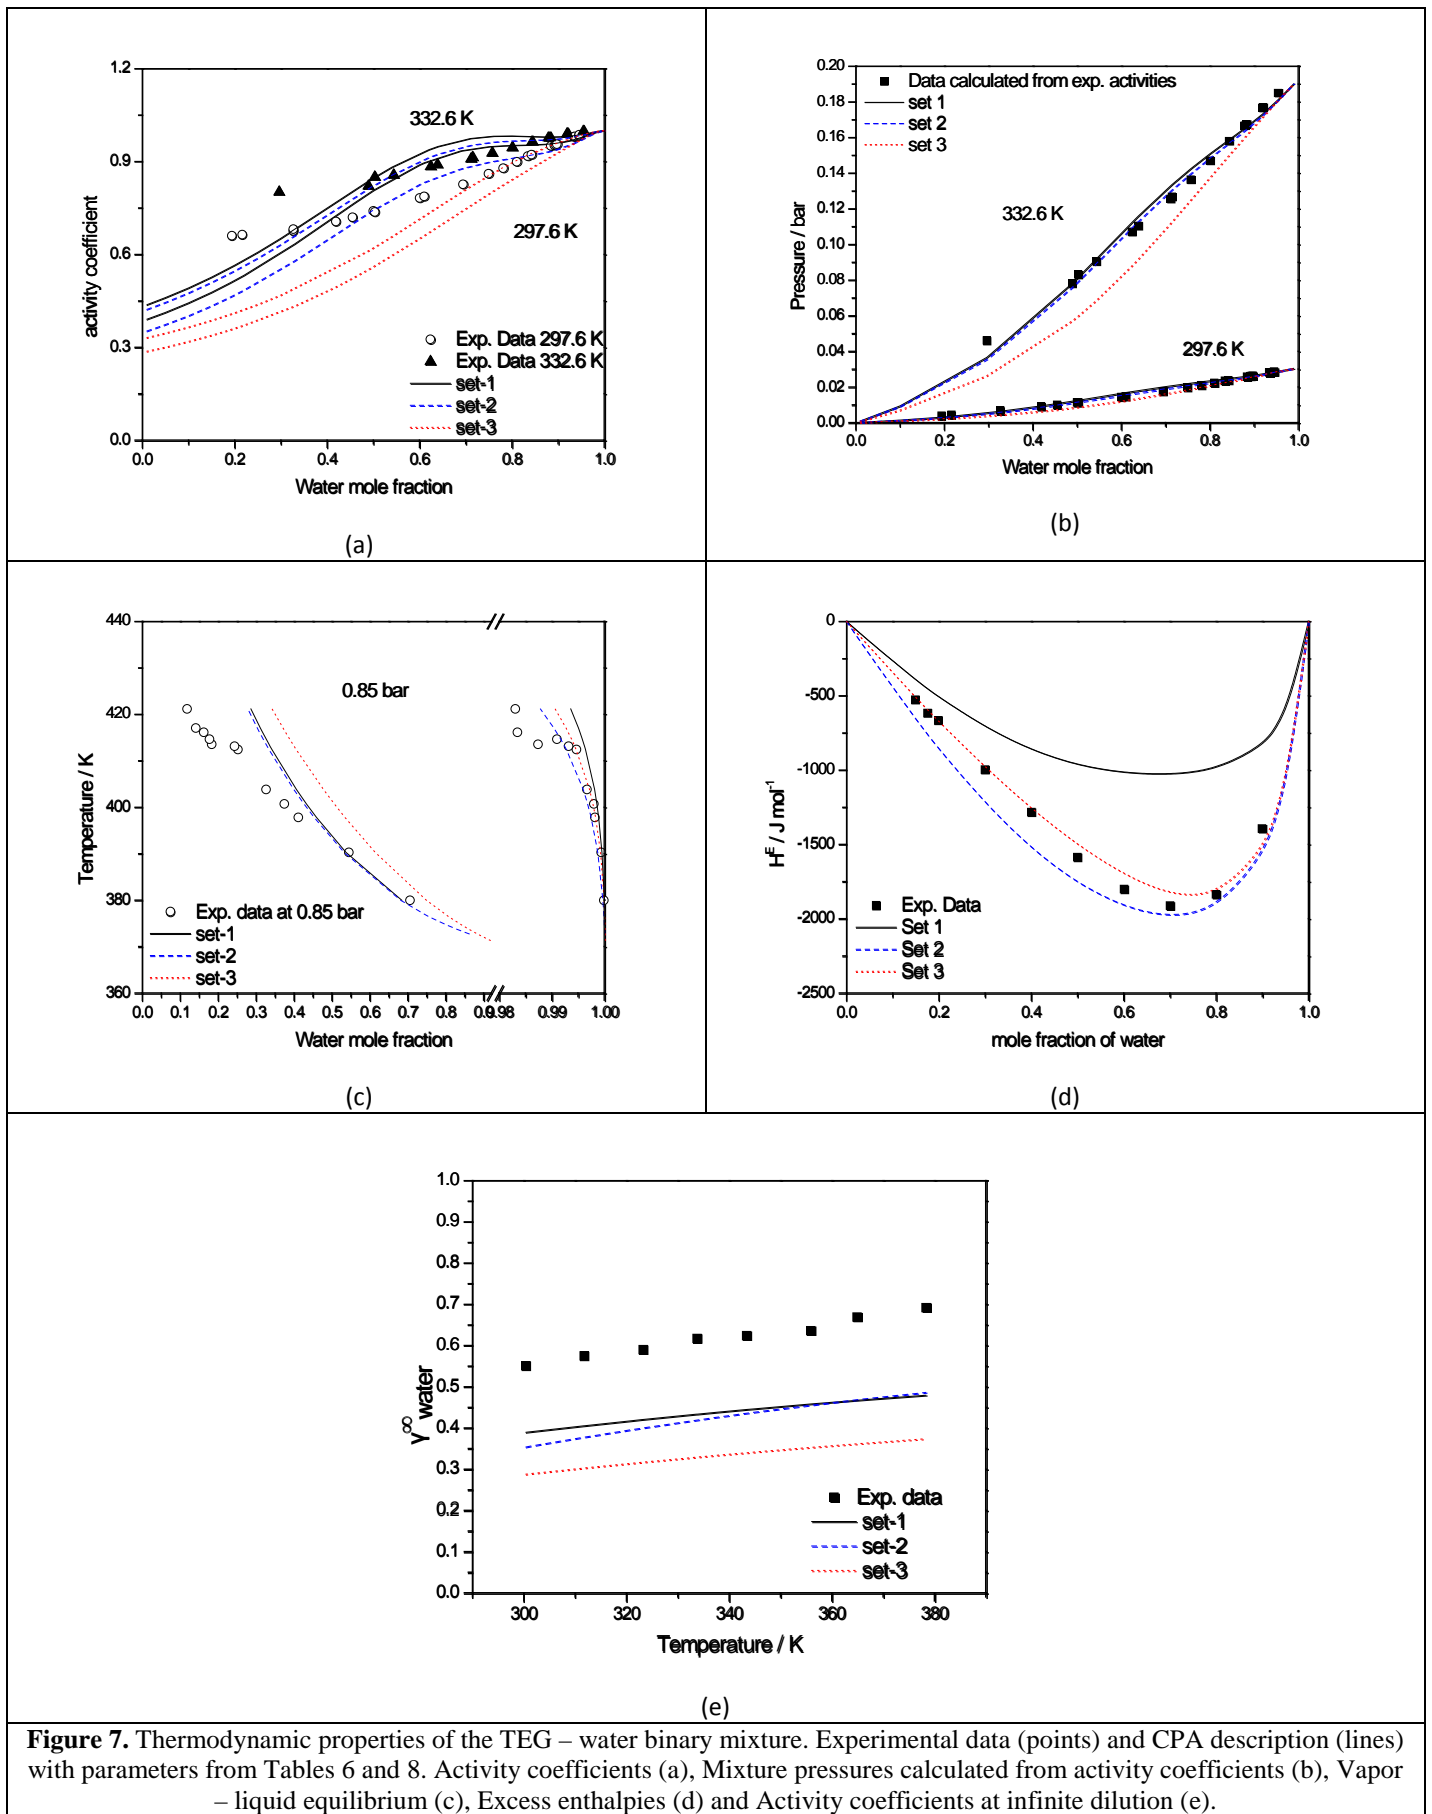 1.2
0.9
0.6
0.3
0.0
activity coefficient
332.6 K
297.6 K
Exp. Data 297.6 K
Exp. Data 332.6 K
set-1
set-2
set-3
0.0 0.2 0.4 0.6 0.8 1.0
Water mole fraction
(a)
0.20
0.18
0.16
0.14
0.12
0.10
0.08
0.06
0.04
0.02
0.00
Pressure / bar
Data calculated from exp. activities
set 1
set 2
set 3
332.6 K
297.6 K
0.0 0.2 0.4 0.6 0.8 1.0
Water mole fraction
(b)
440
420
400
380
360
Temperature / K
0.85 bar
Exp. data at 0.85 bar
set-1
set-2
set-3
0.0 0.1 0.2 0.3 0.4 0.5 0.6 0.7 0.8 0.9 0.98 0.99 1.00
Water mole fraction
(c)
0
-500
-1000
-1500
-2000
-2500
H^E / J mol^-1
Exp. Data
Set 1
Set 2
Set 3
0.0 0.2 0.4 0.6 0.8 1.0
mole fraction of water
(d)
1.0
0.9
0.8
0.7
0.6
0.5
0.4
0.3
0.2
0.1
0.0
γ^∞ water
Exp. data
set-1
set-2
set-3
300 320 340 360 380
Temperature / K
(e)
Figure 7. Thermodynamic properties of the TEG – water binary mixture. Experimental data (points) and CPA description (lines)
with parameters from Tables 6 and 8. Activity coefficients (a), Mixture pressures calculated from activity coefficients (b), Vapor
– liquid equilibrium (c), Excess enthalpies (d) and Activity coefficients at infinite dilution (e).